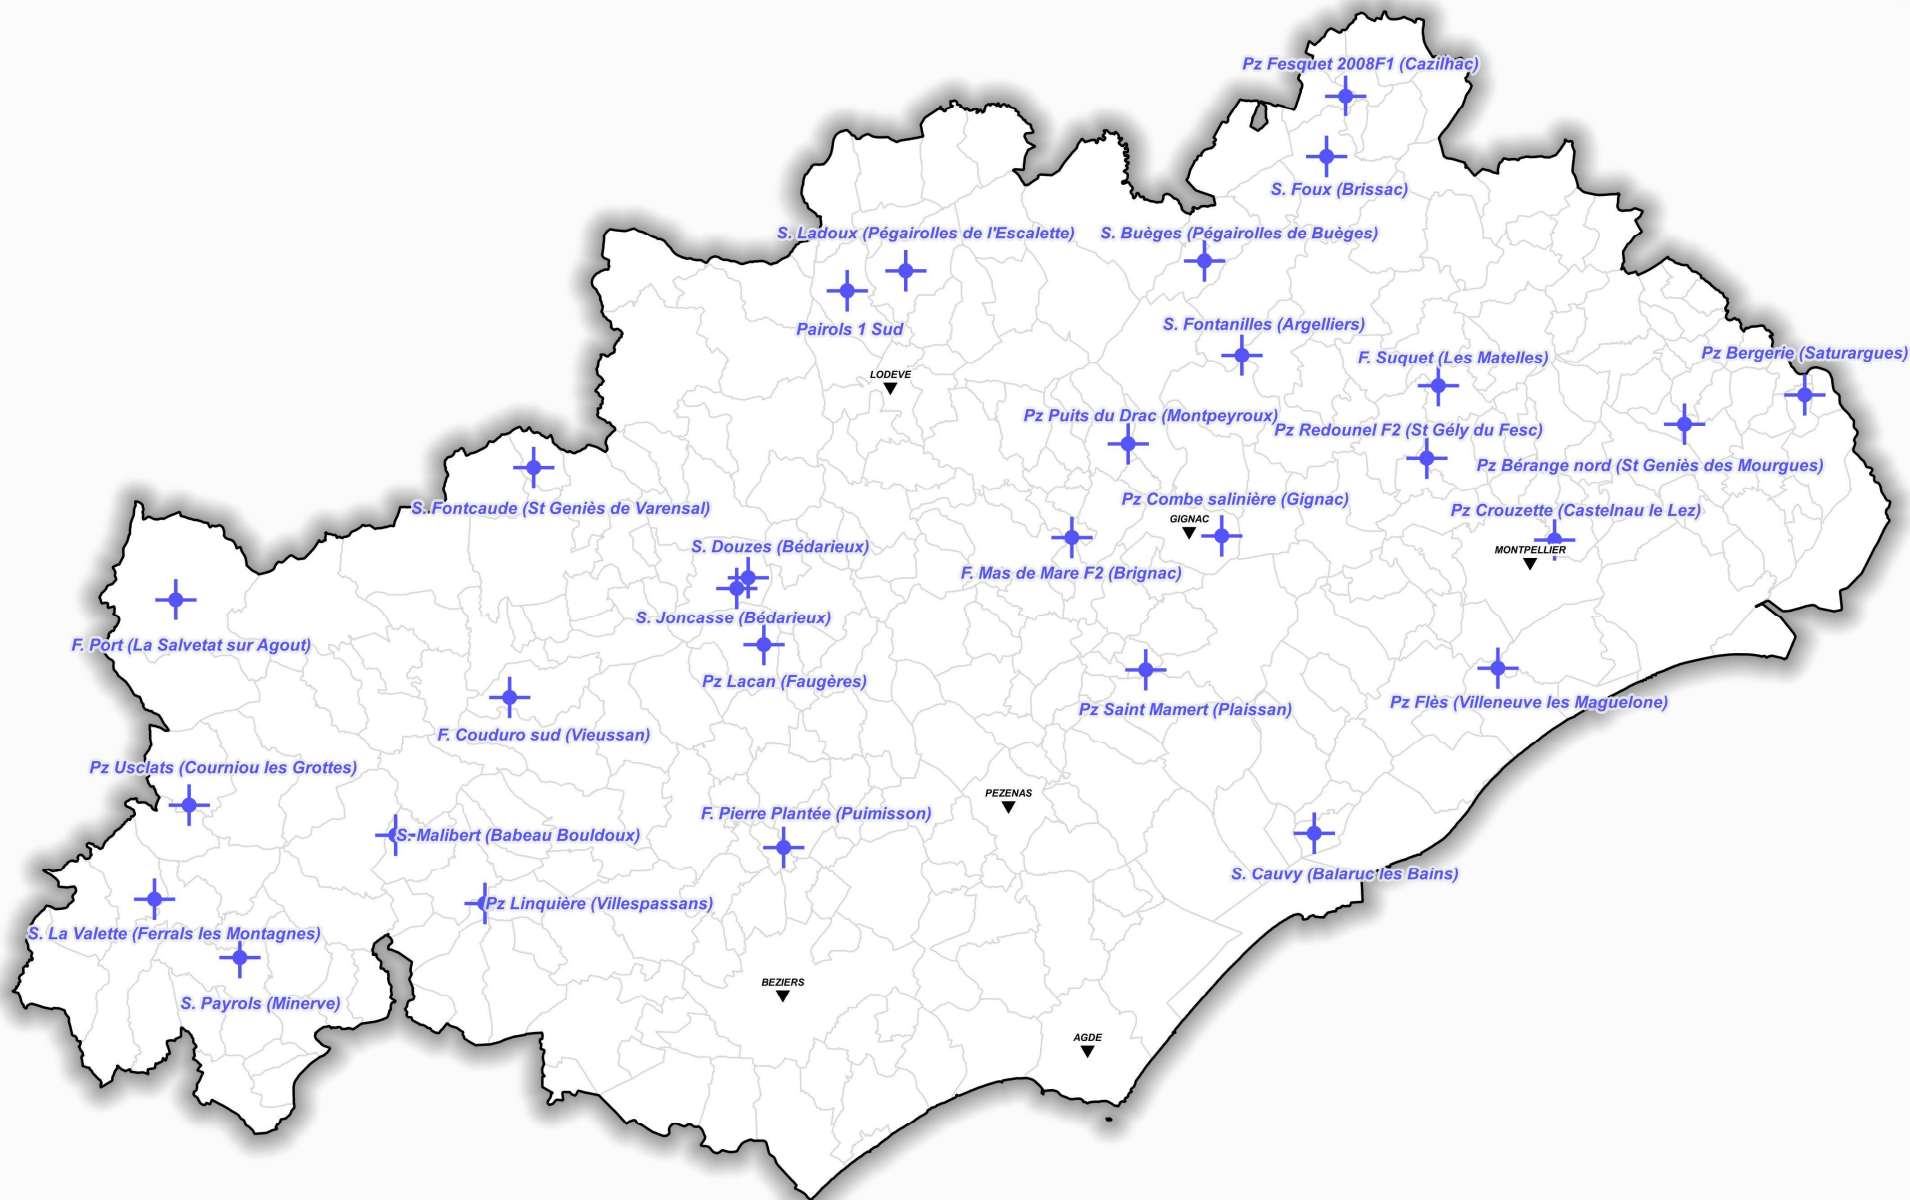 Pz Fesquet 2008F1 (Cazilhac)
S. Foux (Brissac)
S. Ladoux (Pégairolles de l'Escalette)
S. Buèges (Pégairolles de Buèges)
Pairols 1 Sud
S. Fontanilles (Argelliers)
F. Suquet (Les Matelles)
Pz Bergerie (Saturargues)
LODEVE
Pz Puits du Drac (Montpeyroux)
Pz Redounel F2 (St Gély du Fesc)
Pz Bérange nord (St Geniès des Mourgues)
S. Fontcaude (St Geniès de Varensal)
Pz Combe salinière (Gignac)
Pz Crouzette (Castelnau le Lez)
GIGNAC
S. Douzes (Bédarieux)
MONTPELLIER
F. Mas de Mare F2 (Brignac)
S. Joncasse (Bédarieux)
F. Port (La Salvetat sur Agout)
Pz Lacan (Faugères)
Pz Saint Mamert (Plaissan)
Pz Flès (Villeneuve les Maguelone)
F. Couduro sud (Vieussan)
Pz Usclats (Courniou les Grottes)
PEZENAS
F. Pierre Plantée (Puimisson)
S. Malibert (Babeau Bouldoux)
S. Cauvy (Balaruc les Bains)
Pz Linquière (Villespassans)
S. La Valette (Ferrals les Montagnes)
BEZIERS
S. Payrols (Minerve)
AGDE